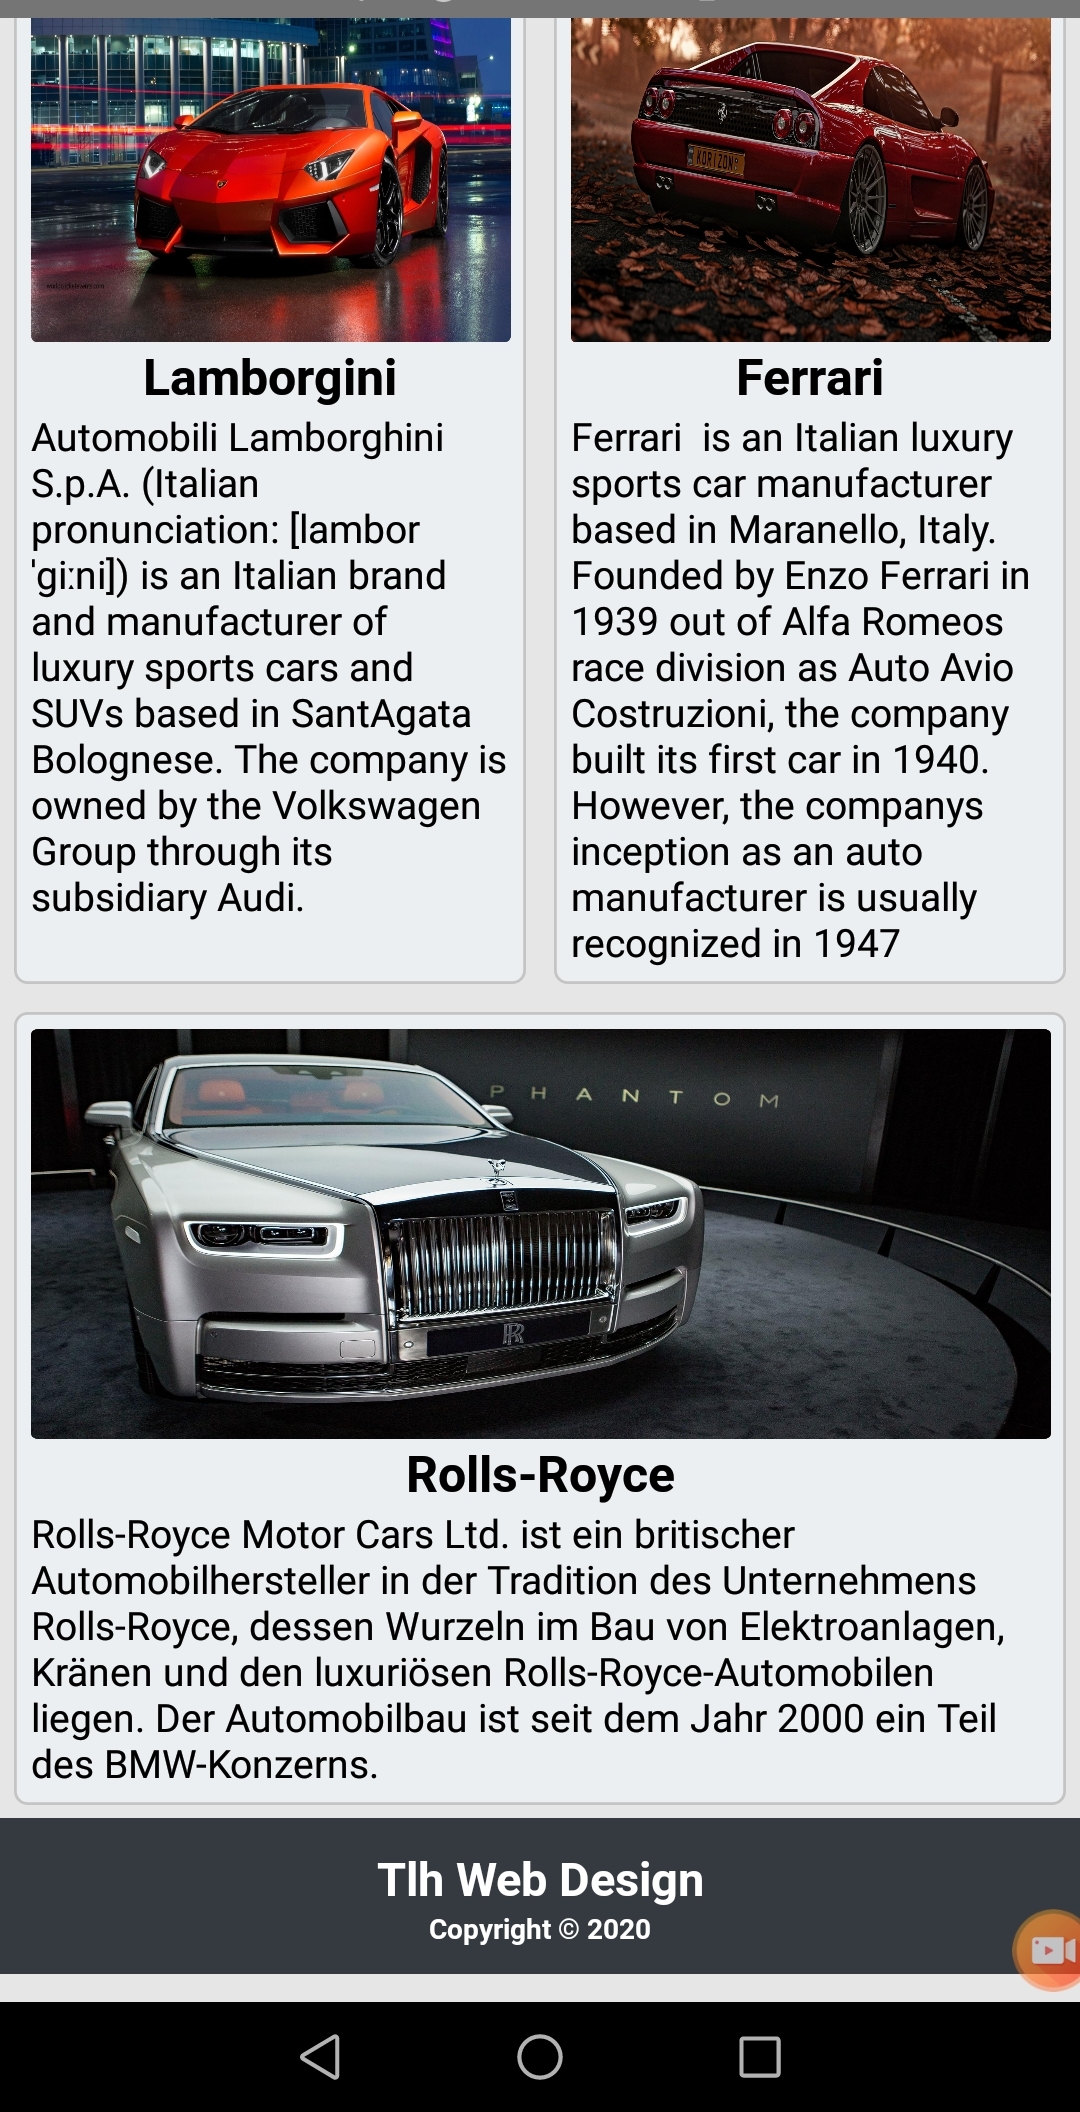 KORIZON
Lamborgini
Automobili Lamborghini
S.p.A. (Italian
pronunciation: [lambor
ˈɡiːni]) is an Italian brand
and manufacturer of
luxury sports cars and
SUVs based in SantAgata
Bolognese. The company is
owned by the Volkswagen
Group through its
subsidiary Audi.
Ferrari
Ferrari  is an Italian luxury
sports car manufacturer
based in Maranello, Italy.
Founded by Enzo Ferrari in
1939 out of Alfa Romeos
race division as Auto Avio
Costruzioni, the company
built its first car in 1940.
However, the companys
inception as an auto
manufacturer is usually
recognized in 1947
PHANTOM
RR
Rolls-Royce
Rolls-Royce Motor Cars Ltd. ist ein britischer
Automobilhersteller in der Tradition des Unternehmens
Rolls-Royce, dessen Wurzeln im Bau von Elektroanlagen,
Kränen und den luxuriösen Rolls-Royce-Automobilen
liegen. Der Automobilbau ist seit dem Jahr 2000 ein Teil
des BMW-Konzerns.
Tlh Web Design
Copyright © 2020